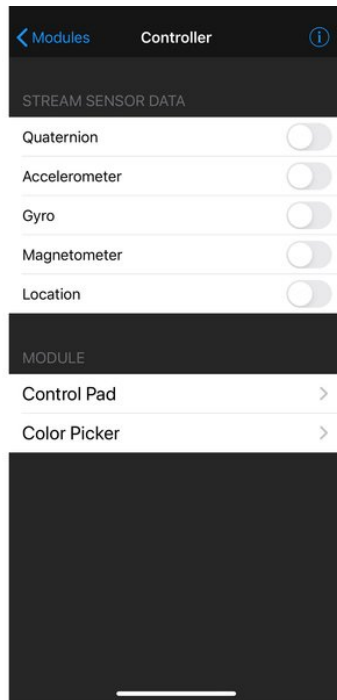 Modules
Controller
STREAM SENSOR DATA
Quaternion
Accelerometer
Gyro
Magnetometer
Location
MODULE
Control Pad
Color Picker